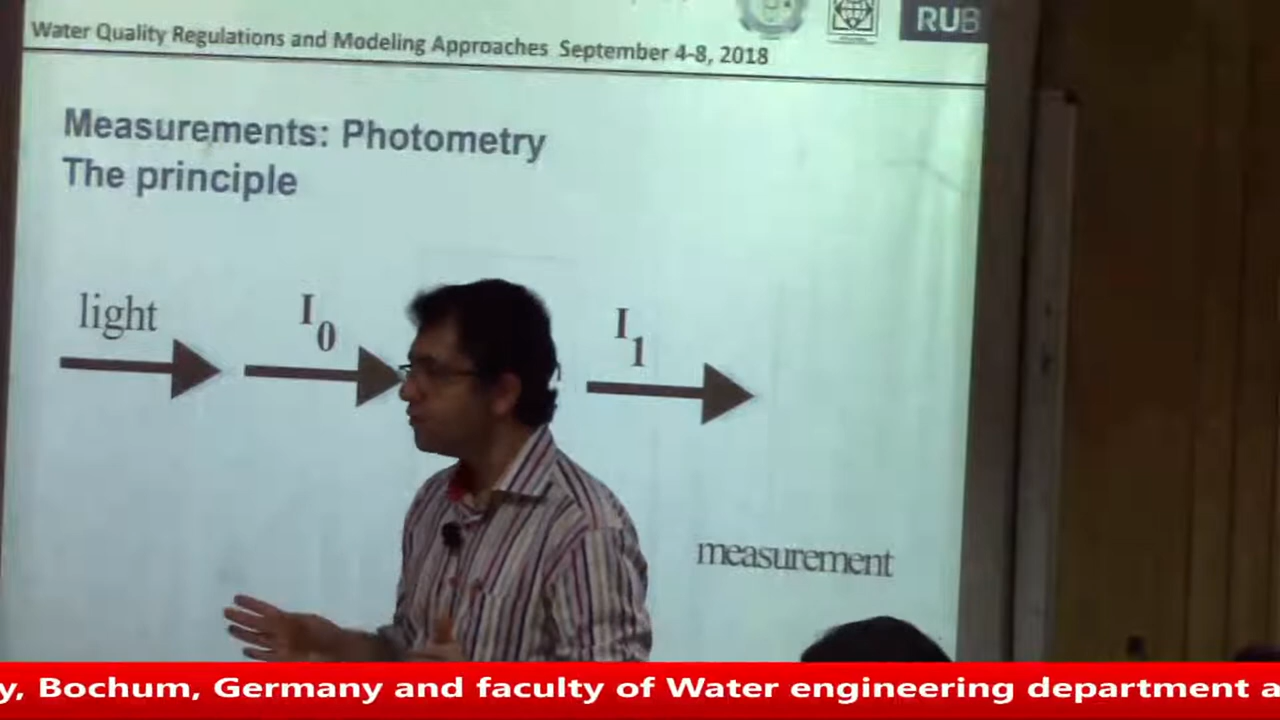 RUB
Water Quality Regulations and Modeling Approaches September 4-8, 2018
Measurements: Photometry
The principle
light
I0
I1
measurement
y, Bochum, Germany and faculty of Water engineering department a